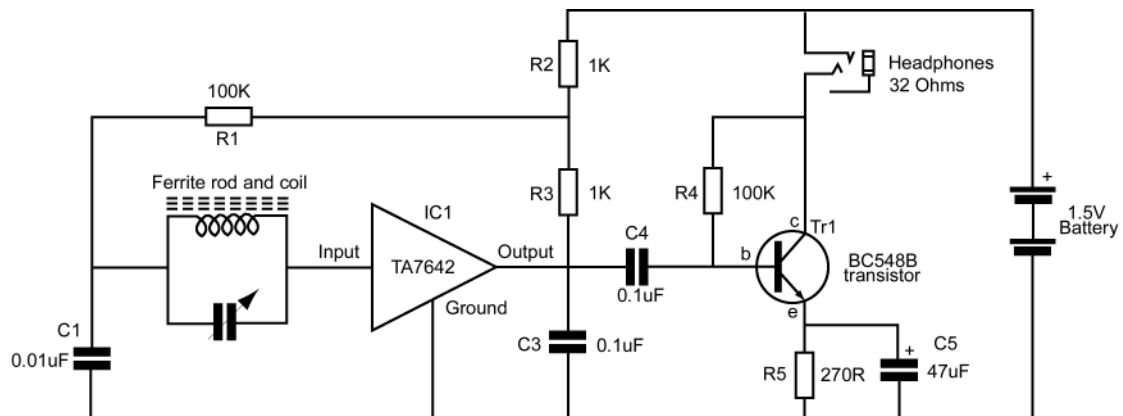 R2
1K
Headphones
32 Ohms
100K
R1
Ferrite rod and coil
R3
1K
R4
100K
IC1
c
Tr1
+
1.5V
Battery
Input
TA7642
Output
C4
b
BC548B
transistor
0.1uF
Ground
e
C1
0.01uF
C3
0.1uF
R5
270R
+
C5
47uF